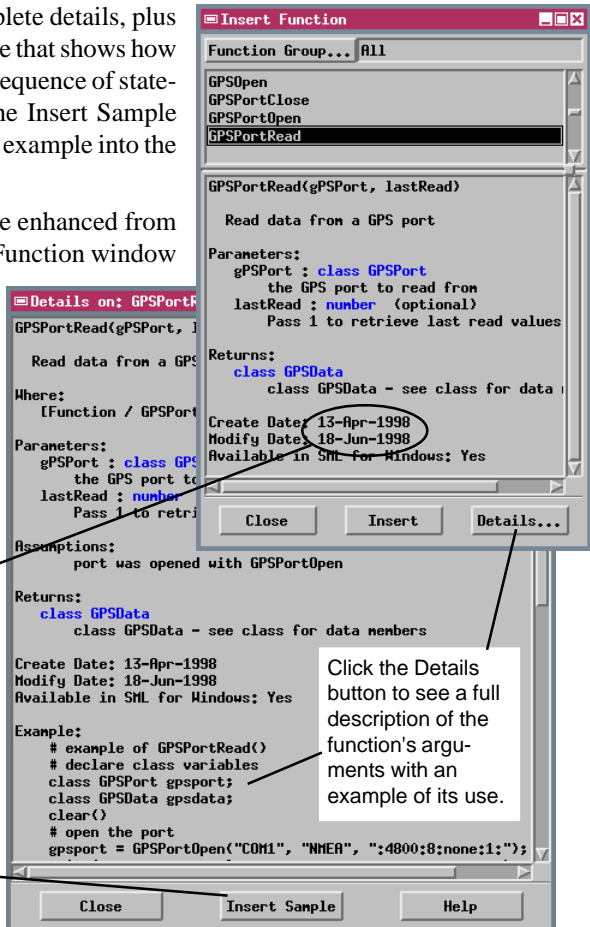 plete details, plus
e that shows how
equence of state-
ne Insert Sample
example into the
e enhanced from
Function window
Insert Function
Function Group... All
GPSOpen
GPSPortClose
GPSPortOpen
GPSPortRead
GPSPortRead(gPSPort, lastRead)
Read data from a GPS port
Parameters:
gPSPort : class GPSPort
the GPS port to read from
lastRead : number (optional)
Pass 1 to retrieve last read values
Returns:
class GPSData
class GPSData - see class for data
Create Date: 13-Apr-1998
Modify Date: 18-Jun-1998
Available in SML for Windows: Yes
Close Insert Details...
Details on: GPSPortR
GPSPortRead(gPSPort, l
Read data from a GPS
Where:
[Function / GPSPort
Parameters:
gPSPort : class GPS
the GPS port to
lastRead : number
Pass 1 to retri
Assumptions:
port was opened with GPSPortOpen
Returns:
class GPSData
class GPSData - see class for data members
Create Date: 13-Apr-1998
Modify Date: 18-Jun-1998
Available in SML for Windows: Yes
Example:
# example of GPSPortRead()
# declare class variables
class GPSPort gpsport;
class GPSData gpsdata;
clear()
# open the port
gpsport = GPSPortOpen("COM1", "NMEA", ":4800:8:none:1:");
Close Insert Sample Help
Click the Details
button to see a full
description of the
function's argu-
ments with an
example of its use.